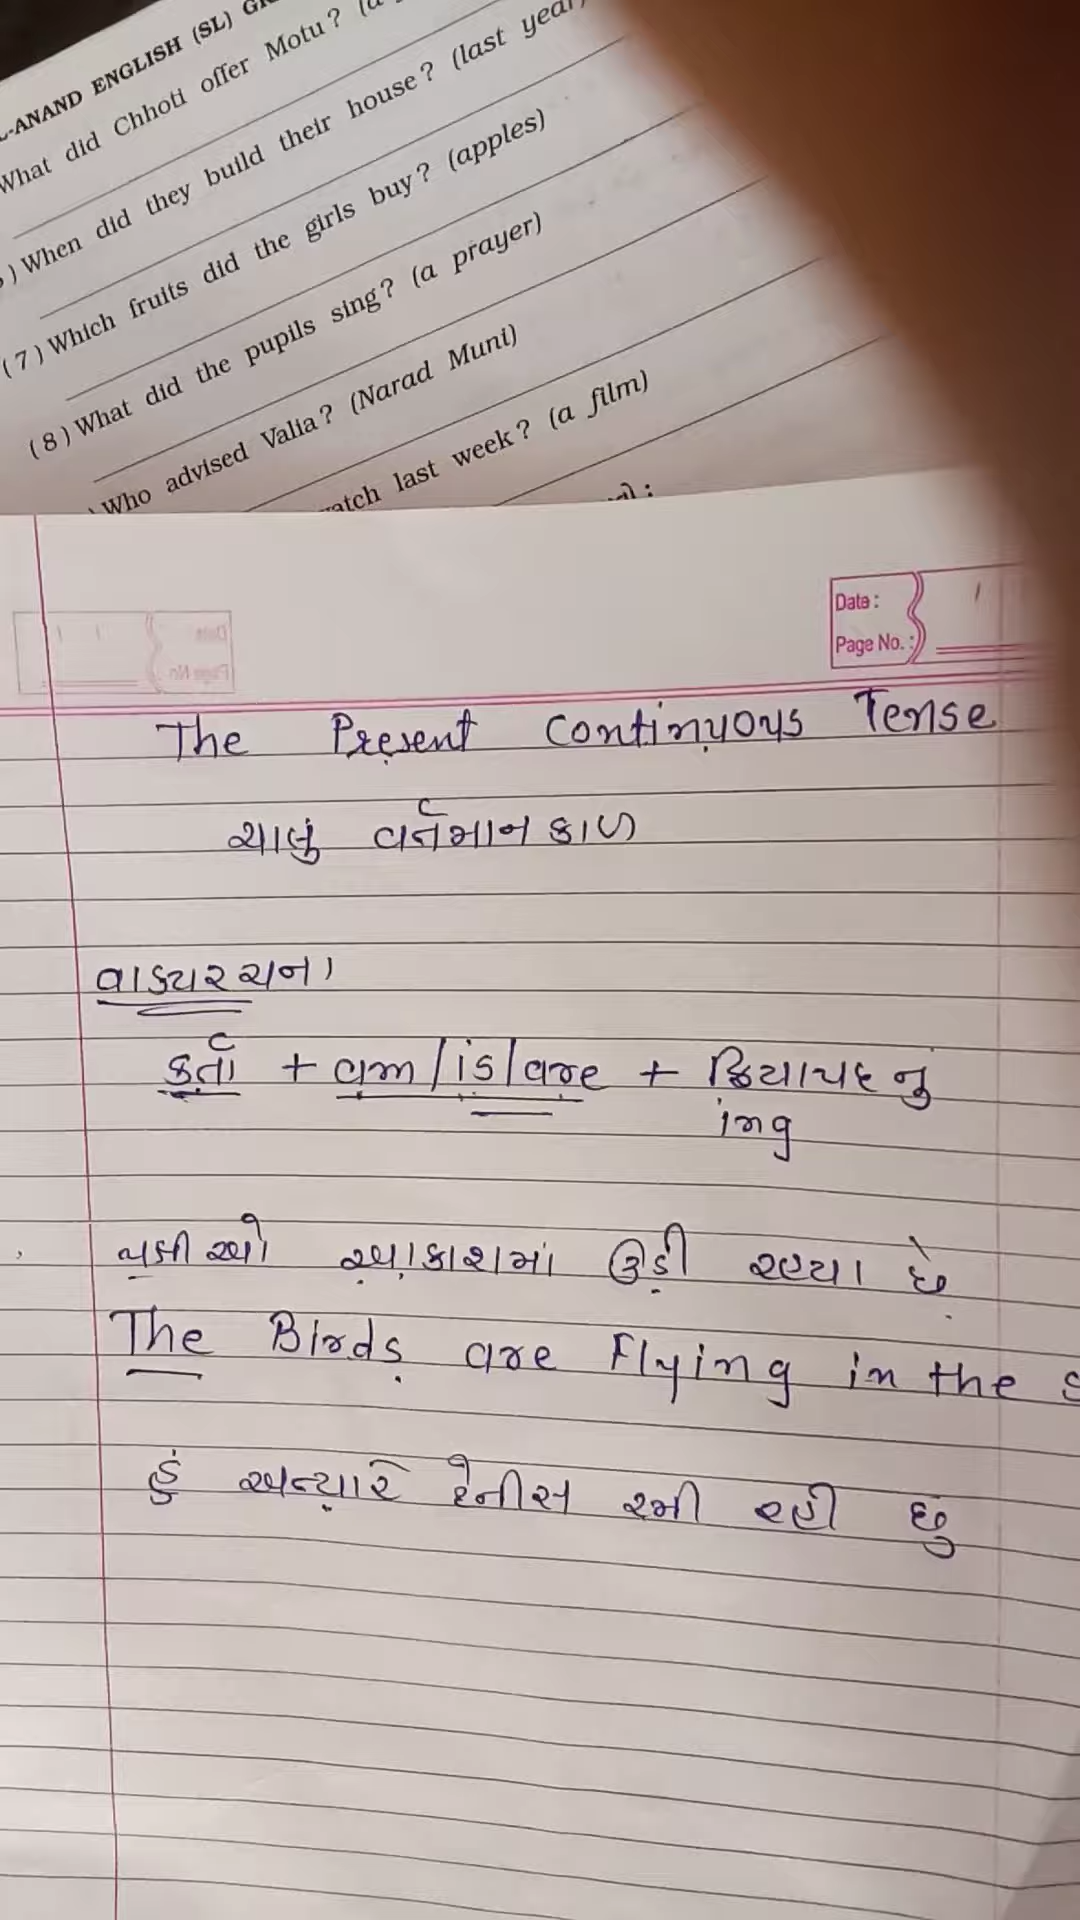 -ANAND ENGLISH (SL)
What did Chhoti offer Motu?
) When did they build their house? (last year)
(7) Which fruits did the girls buy? (apples)
(8) What did the pupils sing? (a prayer)
Who advised Valia? (Narad Muni)
last week? (a film)
Date :
Page No. :
The Present Continuous Tense
ચાલું વર્તમાન કાળ
વાક્યરચના
કર્તા + am/is/are + ક્રિયાપદનું
ing
પક્ષીઓ આકાશમાં ઊડી રહ્યા છે
The Birds are Flying in the
હું અત્યારે ટેનીસ રમી રહી છું